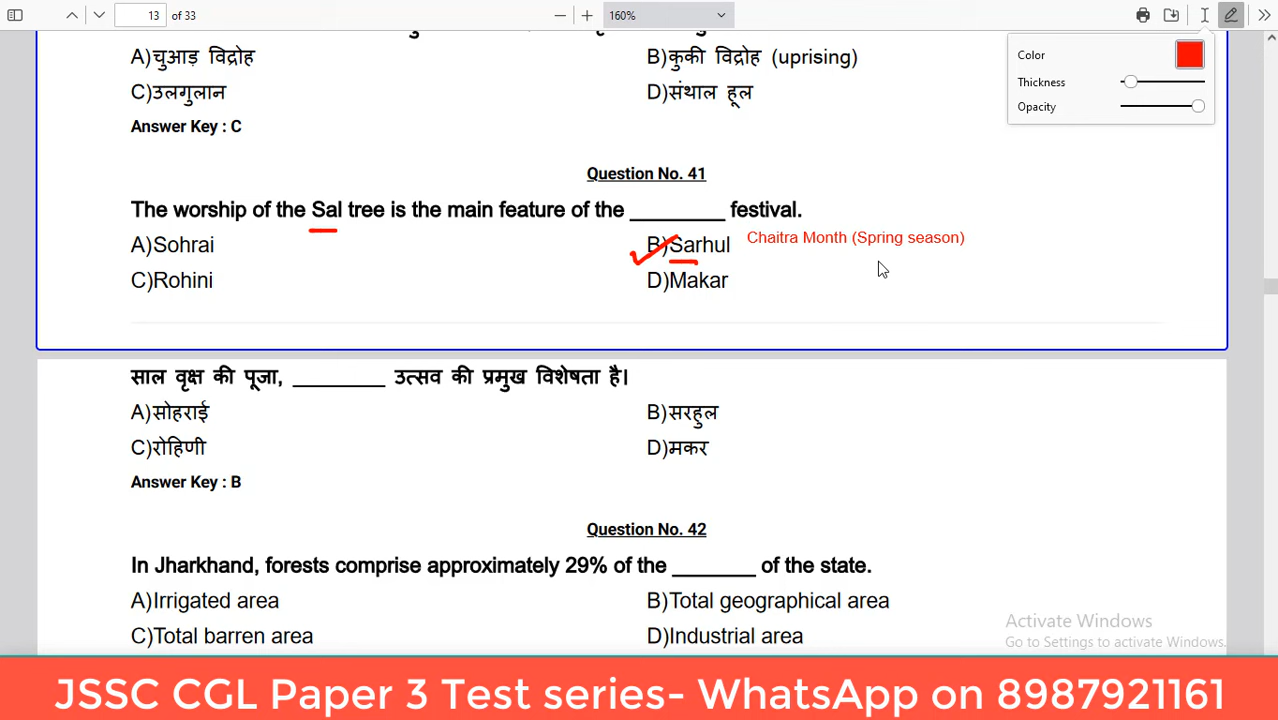 13 of 33
160%
A)चुआड़ विद्रोह
B)कुकी विद्रोह (uprising)
C)उलगुलान
D)संथाल हूल
Answer Key : C
Color
Thickness
Opacity
Question No. 41
The worship of the Sal tree is the main feature of the ________ festival.
A)Sohrai
B)Sarhul
Chaitra Month (Spring season)
C)Rohini
D)Makar
साल वृक्ष की पूजा, ________ उत्सव की प्रमुख विशेषता है।
A)सोहराई
B)सरहुल
C)रोहिणी
D)मकर
Answer Key : B
Question No. 42
In Jharkhand, forests comprise approximately 29% of the _______ of the state.
A)Irrigated area
B)Total geographical area
C)Total barren area
D)Industrial area
Activate Windows
Go to Settings to activate Windows.
JSSC CGL Paper 3 Test series- WhatsApp on 8987921161